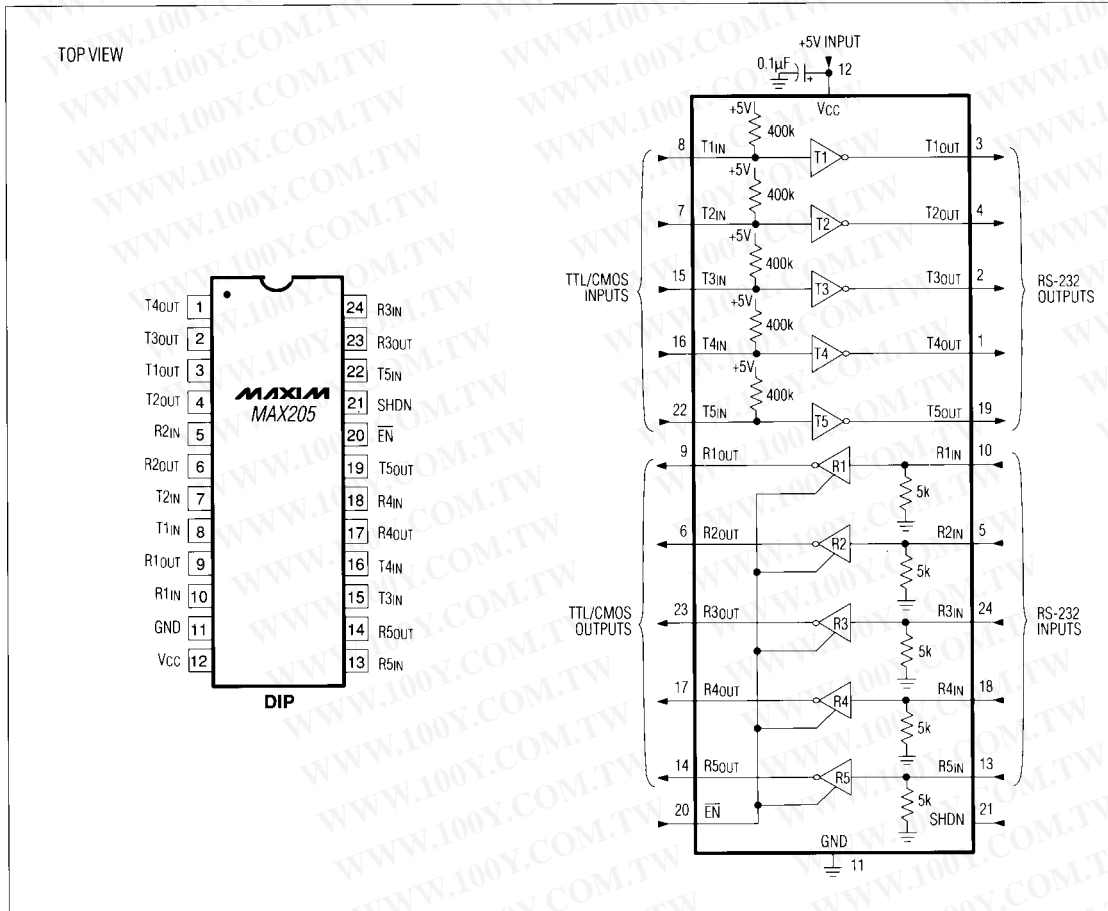 TOP VIEW
T4OUT 1
T3OUT 2
T1OUT 3
T2OUT 4
R2IN 5
R2OUT 6
T2IN 7
T1IN 8
R1OUT 9
R1IN 10
GND 11
VCC 12
24 R3IN
23 R3OUT
22 T5IN
21 SHDN
20 E̅N̅
19 T5OUT
18 R4IN
17 R4OUT
16 T4IN
15 T3IN
14 R5OUT
13 R5IN
MAXIM
MAX205
DIP
+5V INPUT
0.1µF + 12
VCC
+5V
400k
8 T1IN T1 T1OUT 3
+5V
400k
7 T2IN T2 T2OUT 4
+5V
400k
15 T3IN T3 T3OUT 2
+5V
400k
16 T4IN T4 T4OUT 1
+5V
400k
22 T5IN T5 T5OUT 19
TTL/CMOS
INPUTS
RS-232
OUTPUTS
9 R1OUT R1 R1IN 10
5k
6 R2OUT R2 R2IN 5
5k
23 R3OUT R3 R3IN 24
5k
17 R4OUT R4 R4IN 18
5k
14 R5OUT R5 R5IN 13
5k
TTL/CMOS
OUTPUTS
RS-232
INPUTS
20 E̅N̅
SHDN 21
GND
11
WWW.100Y.COM.TW